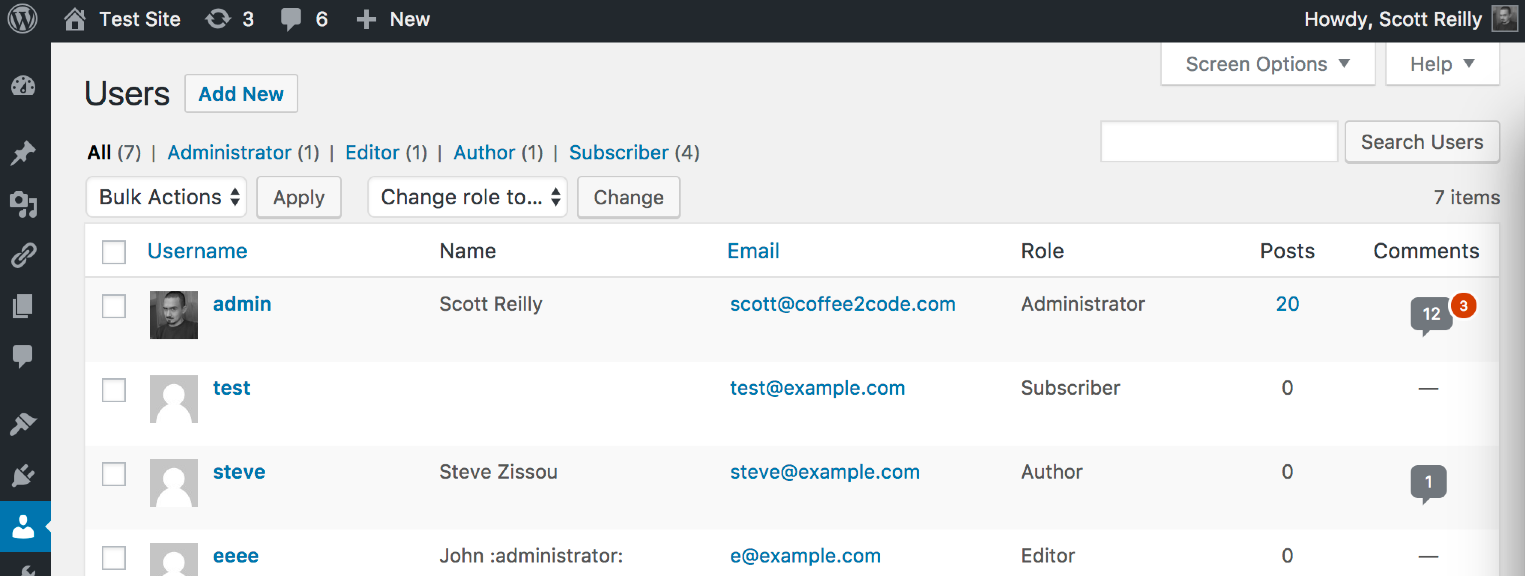 Test Site 3 6 New Howdy, Scott Reilly
Screen Options Help
Users Add New
All (7) | Administrator (1) | Editor (1) | Author (1) | Subscriber (4) Search Users
Bulk Actions Apply Change role to... Change 7 items
Username Name Email Role Posts Comments
admin Scott Reilly scott@coffee2code.com Administrator 20 12 3
test test@example.com Subscriber 0 —
steve Steve Zissou steve@example.com Author 0 1
eeee John :administrator: e@example.com Editor 0 —